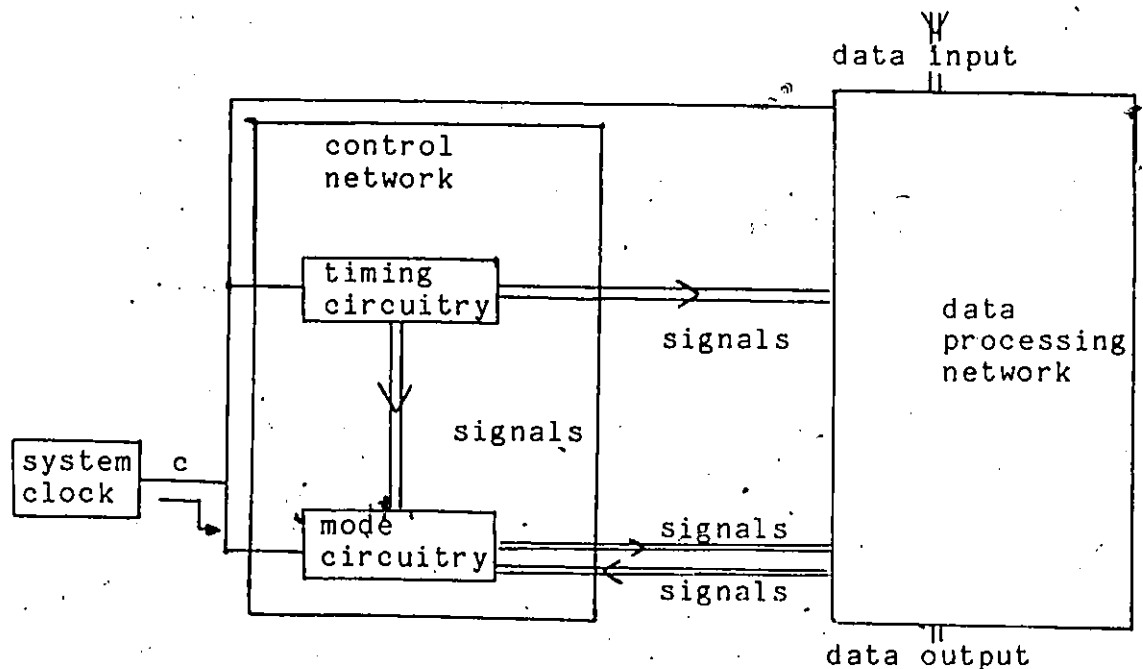 data input
control
network
timing
circuitry
signals
data
processing
network
signals
system
clock
c
mode
circuitry
signals
signals
data output